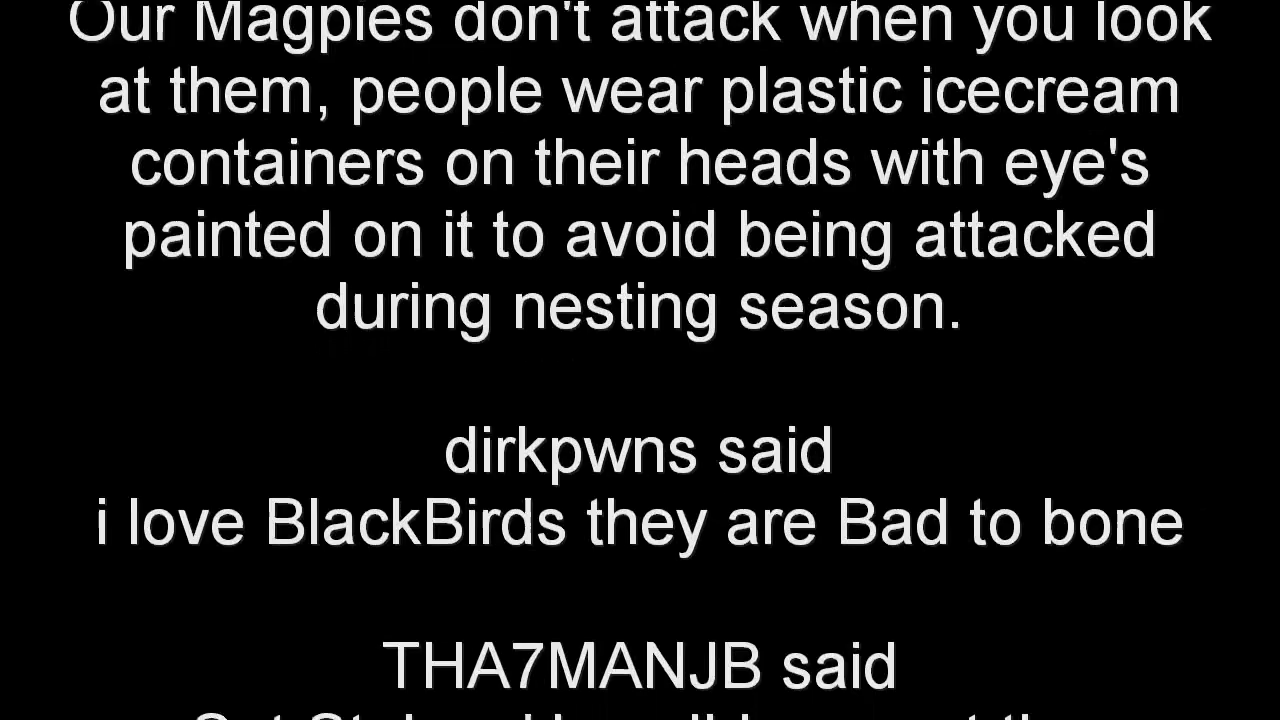 Our Magpies don't attack when you look
at them, people wear plastic icecream
containers on their heads with eye's
painted on it to avoid being attacked
during nesting season.
dirkpwns said
i love BlackBirds they are Bad to bone
THA7MANJB said